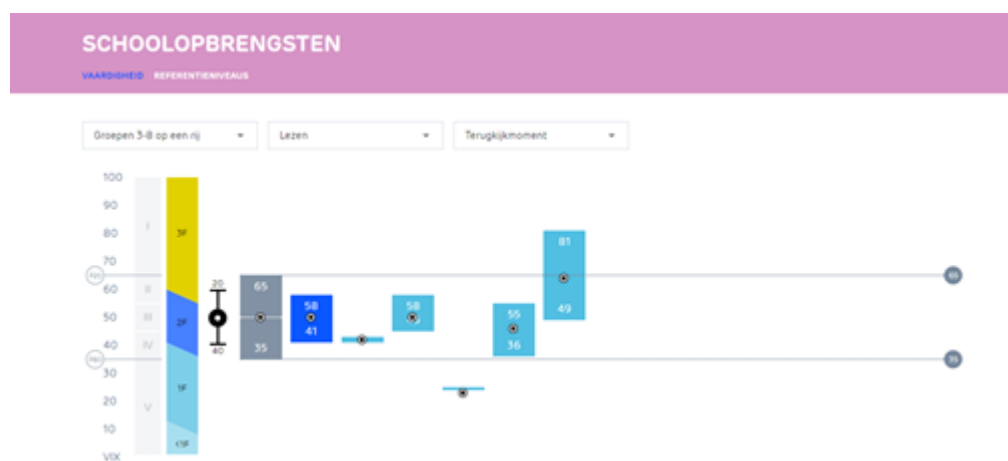 SCHOOLOPBRENGSTEN
VAARDIGHEID REFERENTIENIVEAUS
Groepen 3-8 op een rij Lezen Terugkijkmoment
100
90
80 I 3F 81
70
20 65 65
60 II
58 58
50 III 2F 55 49
41
40 IV 40 35 36 35
30
1F
20 V
10
<1F
VIX